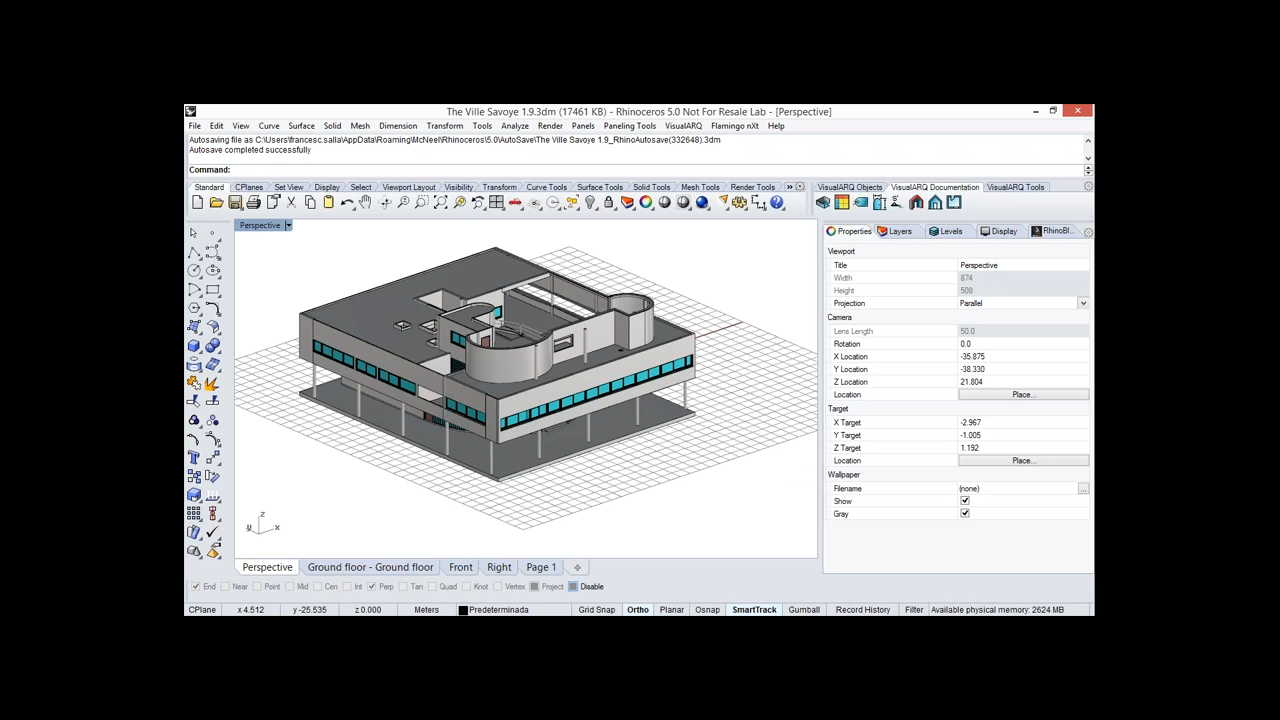 The Ville Savoye 1.9.3dm (17461 KB) - Rhinoceros 5.0 Not For Resale Lab - [Perspective]
File Edit View Curve Surface Solid Mesh Dimension Transform Tools Analyze Render Panels Paneling Tools VisualARQ Flamingo nXt Help
Autosaving file as C:\Users\francesc.salla\AppData\Roaming\McNeel\Rhinoceros\5.0\AutoSave\The Ville Savoye 1.9_RhinoAutosave(332648).3dm
Autosave completed successfully
Command:
Standard CPlanes Set View Display Select Viewport Layout Visibility Transform Curve Tools Surface Tools Solid Tools Mesh Tools Render Tools
VisualARQ Objects VisualARQ Documentation VisualARQ Tools
Perspective
Properties Layers Levels Display RhinoBl...
Viewport
Title Perspective
Width 874
Height 508
Projection Parallel
Camera
Lens Length 50.0
Rotation 0.0
X Location -35.875
Y Location -38.330
Z Location 21.804
Location Place...
Target
X Target -2.967
Y Target -1.005
Z Target 1.192
Location Place...
Wallpaper
Filename (none) ...
Show
Gray
z
y x
Perspective Ground floor - Ground floor Front Right Page 1
End Near Point Mid Cen Int Perp Tan Quad Knot Vertex Project Disable
CPlane x 4.512 y -25.535 z 0.000 Meters Predeterminada Grid Snap Ortho Planar Osnap SmartTrack Gumball Record History Filter Available physical memory: 2624 MB